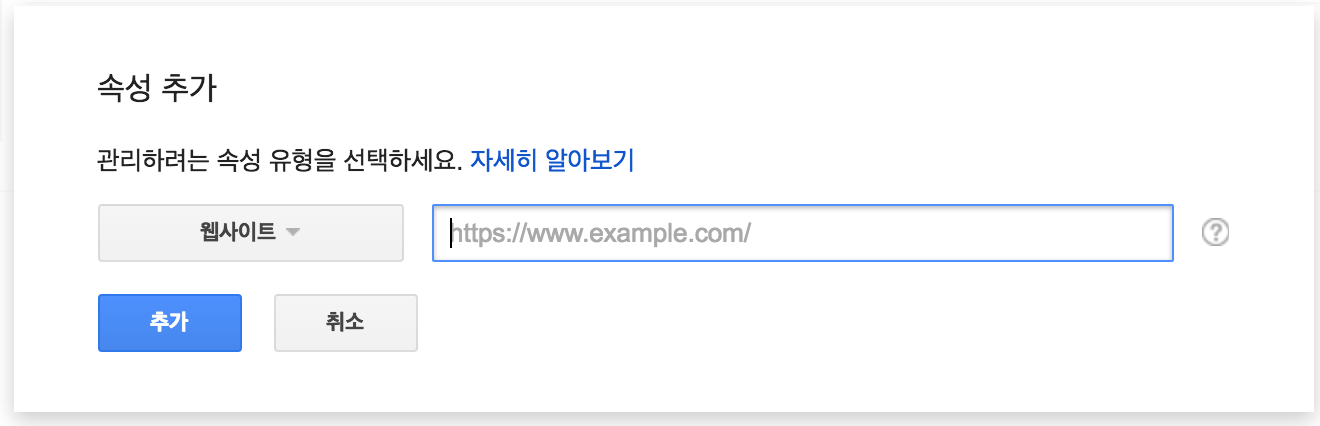 속성 추가
관리하려는 속성 유형을 선택하세요. 자세히 알아보기
웹사이트 https://www.example.com/ ?
추가 취소